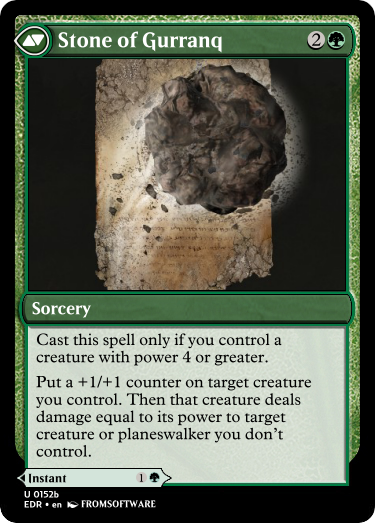 Stone of Gurranq 2
Sorcery
Cast this spell only if you control a
creature with power 4 or greater.
Put a +1/+1 counter on target creature
you control. Then that creature deals
damage equal to its power to target
creature or planeswalker you don't
control.
Instant 1
U 0152b
EDR • en FROMSOFTWARE